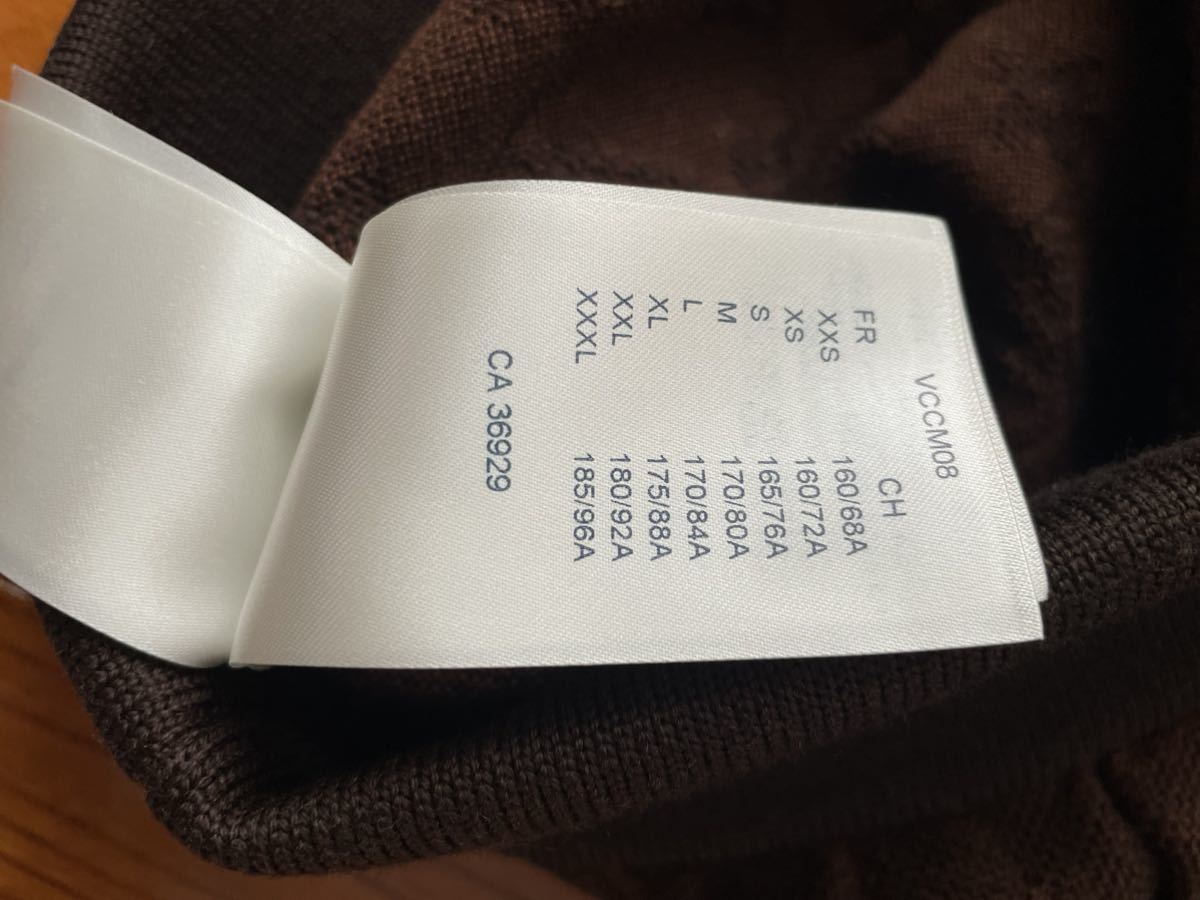 VCCM08
FR CH
XXS 160/68A
XS 160/72A
S 165/76A
M 170/80A
L 170/84A
XL 175/88A
XXL 180/92A
XXXL 185/96A
CA 36929